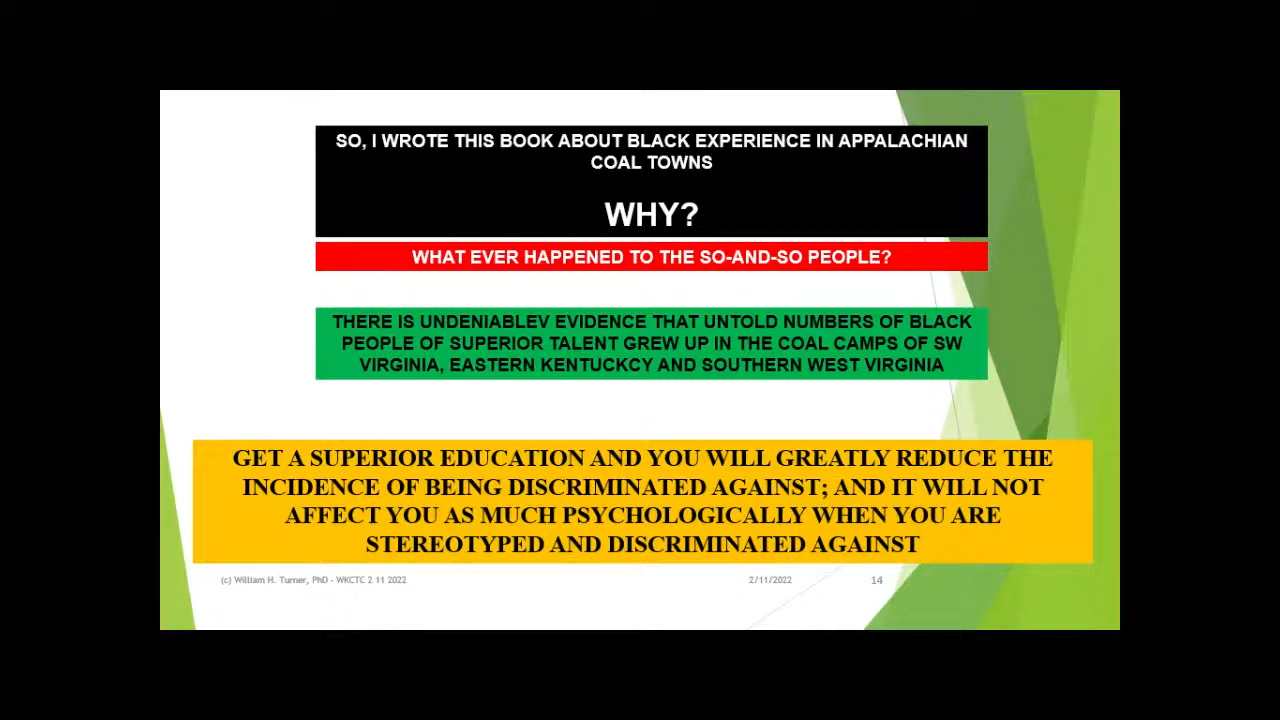 SO, I WROTE THIS BOOK ABOUT BLACK EXPERIENCE IN APPALACHIAN
COAL TOWNS
WHY?
WHAT EVER HAPPENED TO THE SO-AND-SO PEOPLE?
THERE IS UNDENIABLEV EVIDENCE THAT UNTOLD NUMBERS OF BLACK
PEOPLE OF SUPERIOR TALENT GREW UP IN THE COAL CAMPS OF SW
VIRGINIA, EASTERN KENTUCKCY AND SOUTHERN WEST VIRGINIA
GET A SUPERIOR EDUCATION AND YOU WILL GREATLY REDUCE THE
INCIDENCE OF BEING DISCRIMINATED AGAINST; AND IT WILL NOT
AFFECT YOU AS MUCH PSYCHOLOGICALLY WHEN YOU ARE
STEREOTYPED AND DISCRIMINATED AGAINST
(c) William H. Turner, PhD - WKCTC 2 11 2022
2/11/2022
14